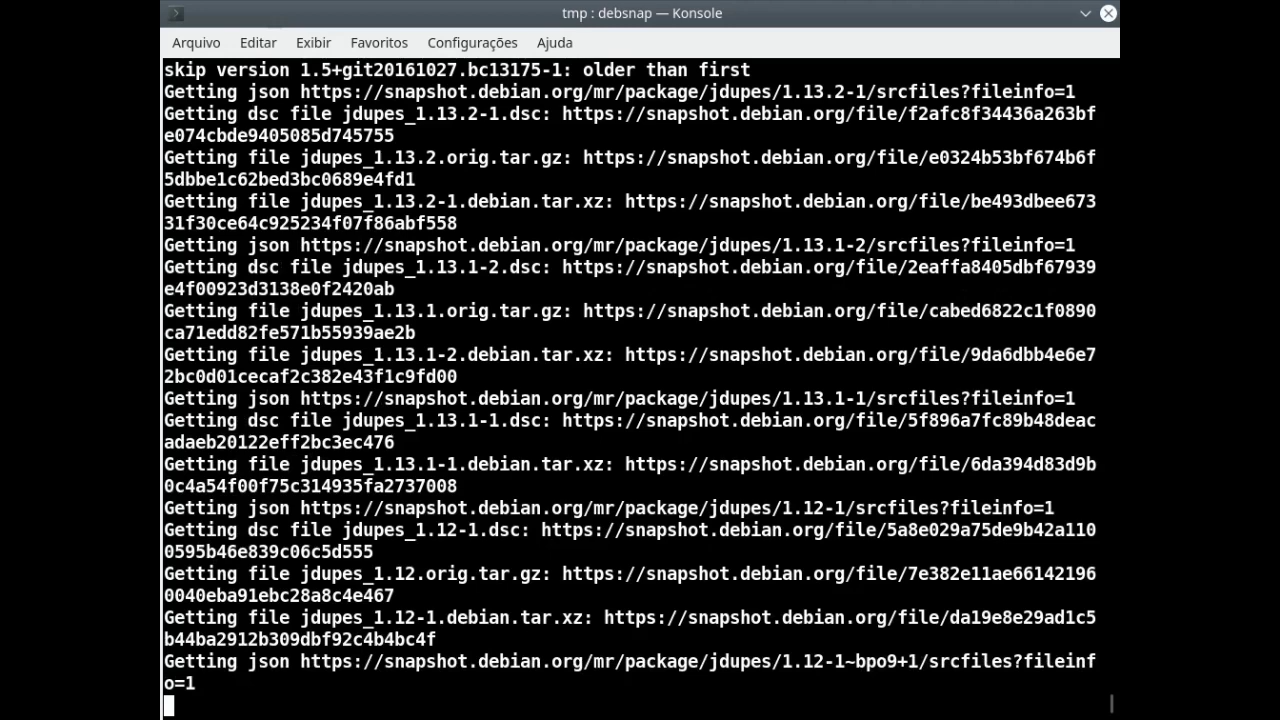 tmp : debsnap — Konsole
Arquivo Editar Exibir Favoritos Configurações Ajuda
skip version 1.5+git20161027.bc13175-1: older than first
Getting json https://snapshot.debian.org/mr/package/jdupes/1.13.2-1/srcfiles?fileinfo=1
Getting dsc file jdupes_1.13.2-1.dsc: https://snapshot.debian.org/file/f2afc8f34436a263bf
e074cbde9405085d745755
Getting file jdupes_1.13.2.orig.tar.gz: https://snapshot.debian.org/file/e0324b53bf674b6f
5dbbe1c62bed3bc0689e4fd1
Getting file jdupes_1.13.2-1.debian.tar.xz: https://snapshot.debian.org/file/be493dbee673
31f30ce64c925234f07f86abf558
Getting json https://snapshot.debian.org/mr/package/jdupes/1.13.1-2/srcfiles?fileinfo=1
Getting dsc file jdupes_1.13.1-2.dsc: https://snapshot.debian.org/file/2eaffa8405dbf67939
e4f00923d3138e0f2420ab
Getting file jdupes_1.13.1.orig.tar.gz: https://snapshot.debian.org/file/cabed6822c1f0890
ca71edd82fe571b55939ae2b
Getting file jdupes_1.13.1-2.debian.tar.xz: https://snapshot.debian.org/file/9da6dbb4e6e7
2bc0d01cecaf2c382e43f1c9fd00
Getting json https://snapshot.debian.org/mr/package/jdupes/1.13.1-1/srcfiles?fileinfo=1
Getting dsc file jdupes_1.13.1-1.dsc: https://snapshot.debian.org/file/5f896a7fc89b48deac
adaeb20122eff2bc3ec476
Getting file jdupes_1.13.1-1.debian.tar.xz: https://snapshot.debian.org/file/6da394d83d9b
0c4a54f00f75c314935fa2737008
Getting json https://snapshot.debian.org/mr/package/jdupes/1.12-1/srcfiles?fileinfo=1
Getting dsc file jdupes_1.12-1.dsc: https://snapshot.debian.org/file/5a8e029a75de9b42a110
0595b46e839c06c5d555
Getting file jdupes_1.12.orig.tar.gz: https://snapshot.debian.org/file/7e382e11ae66142196
0040eba91ebc28a8c4e467
Getting file jdupes_1.12-1.debian.tar.xz: https://snapshot.debian.org/file/da19e8e29ad1c5
b44ba2912b309dbf92c4b4bc4f
Getting json https://snapshot.debian.org/mr/package/jdupes/1.12-1~bpo9+1/srcfiles?fileinf
o=1